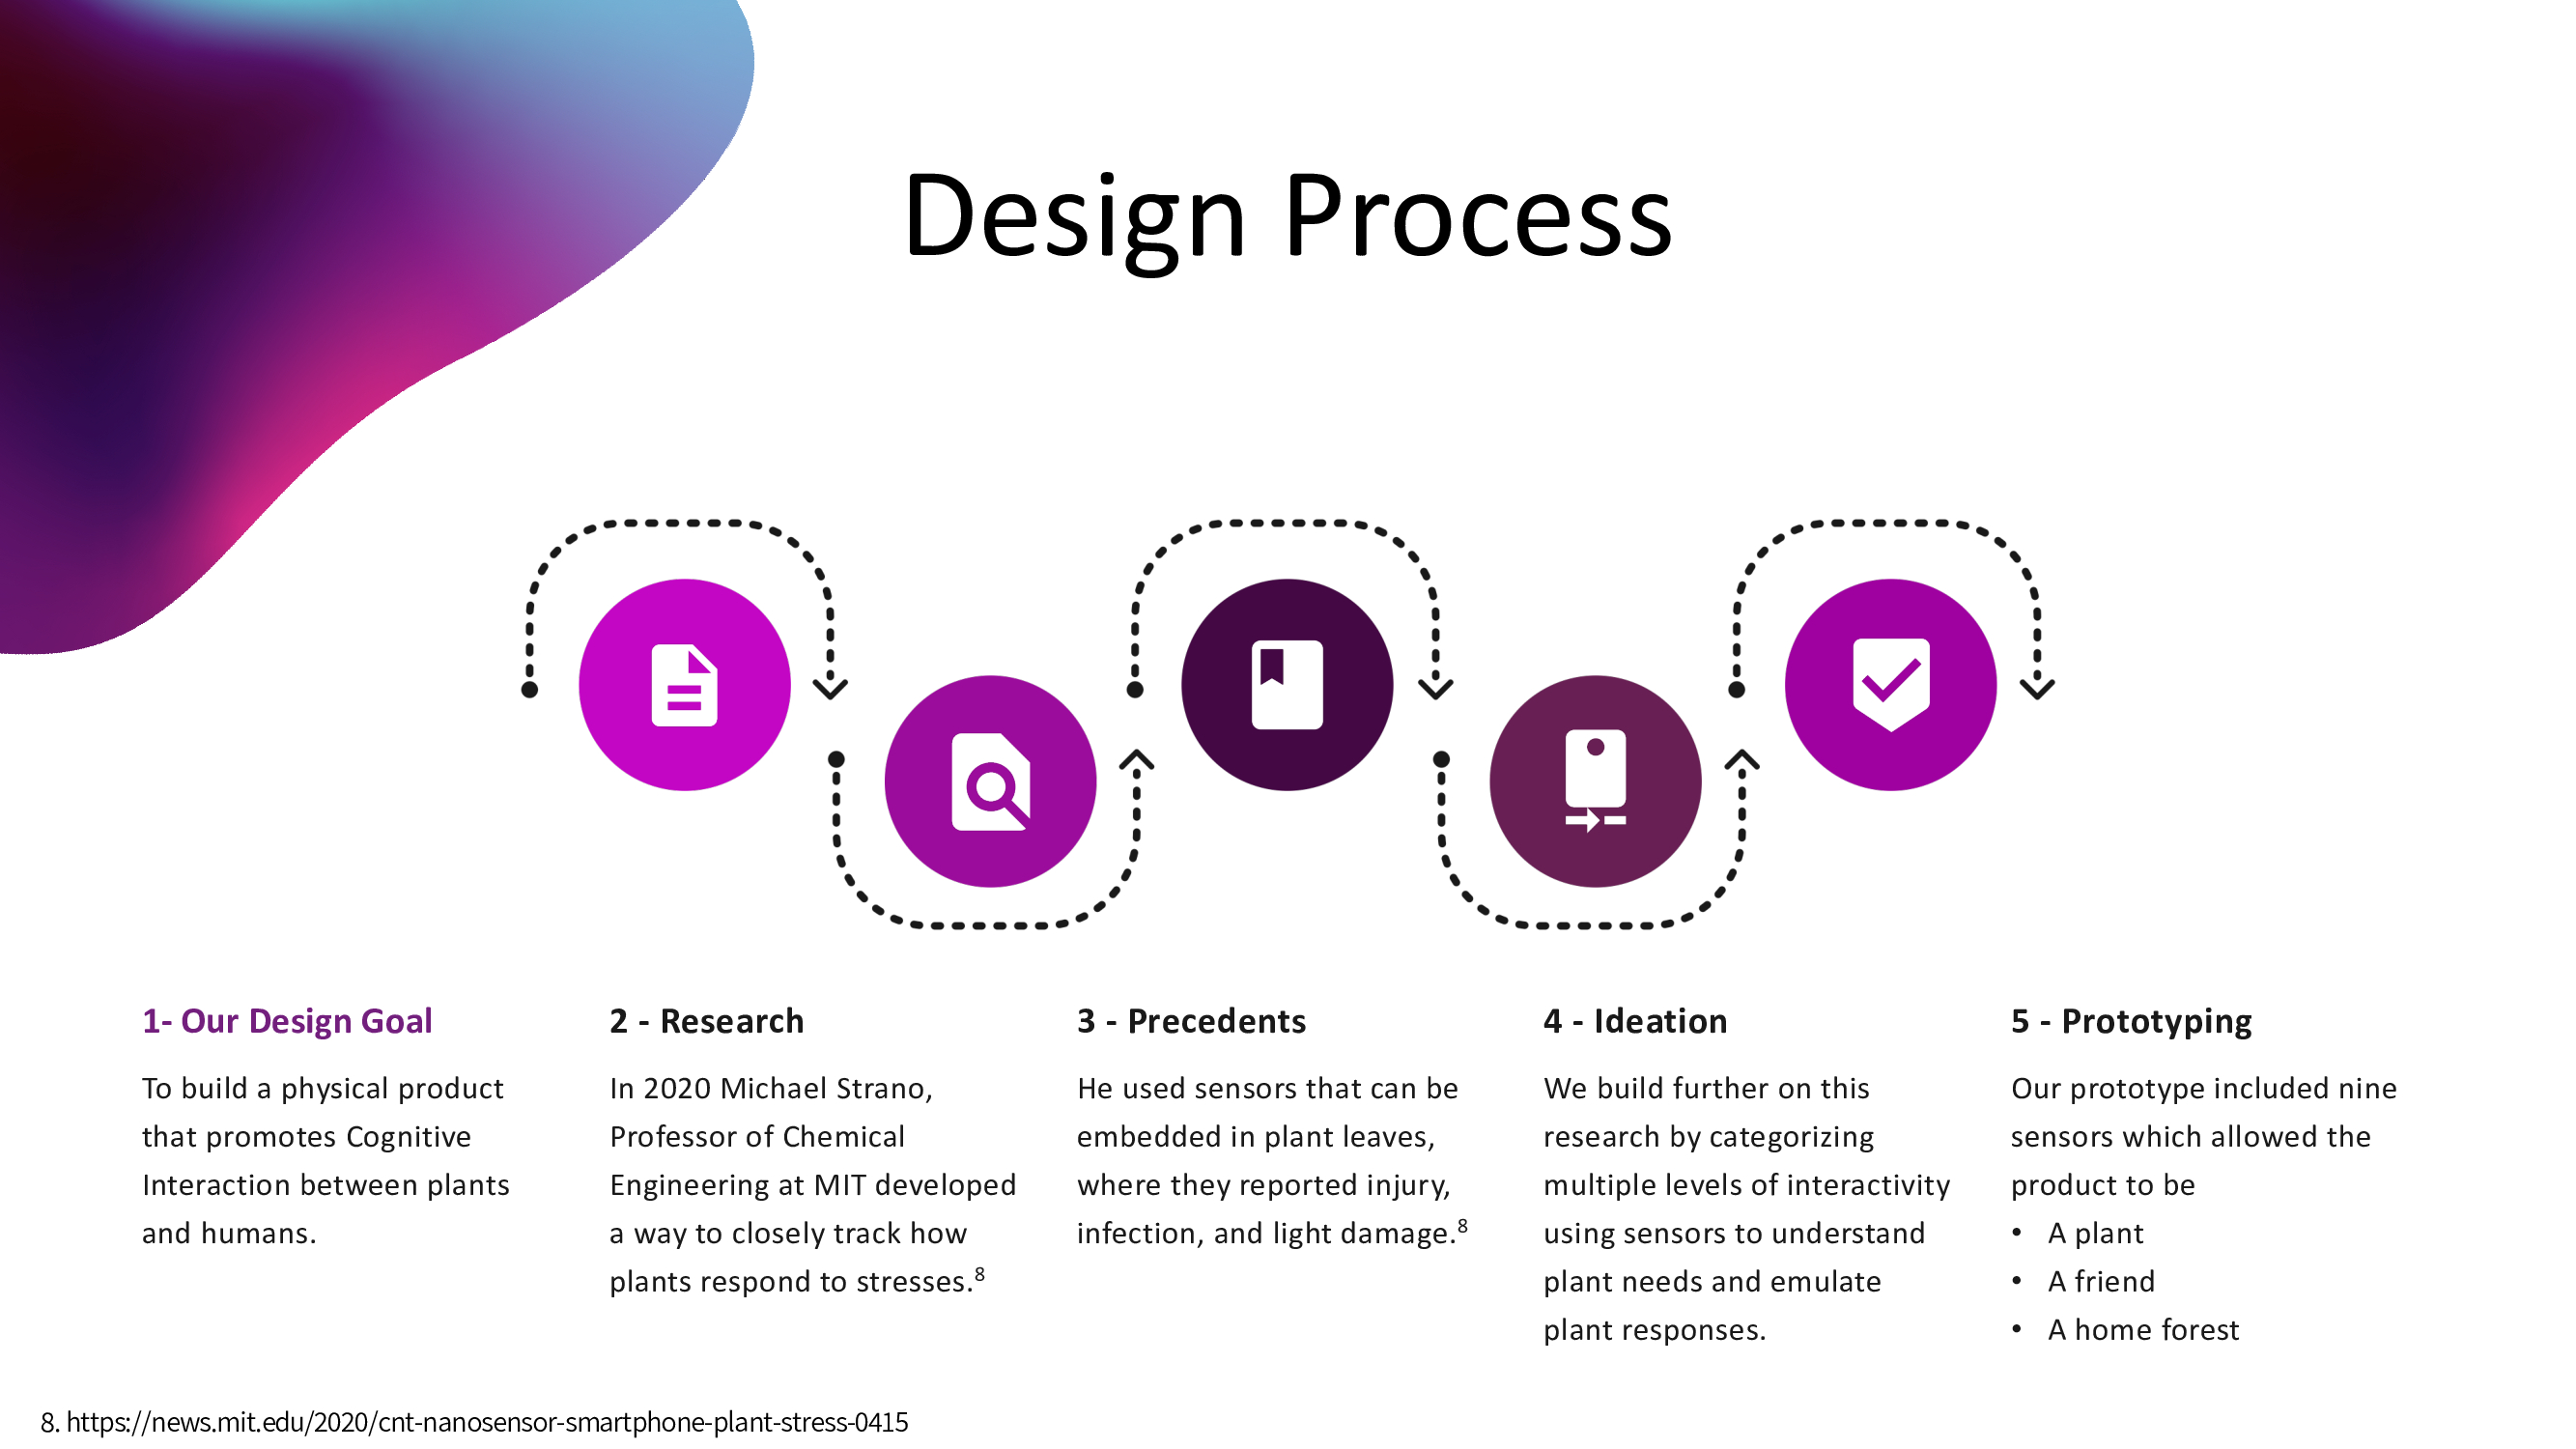 Design Process
1- Our Design Goal
To build a physical product
that promotes Cognitive
Interaction between plants
and humans.
2 - Research
In 2020 Michael Strano,
Professor of Chemical
Engineering at MIT developed
a way to closely track how
plants respond to stresses.⁸
3 - Precedents
He used sensors that can be
embedded in plant leaves,
where they reported injury,
infection, and light damage.⁸
4 - Ideation
We build further on this
research by categorizing
multiple levels of interactivity
using sensors to understand
plant needs and emulate
plant responses.
5 - Prototyping
Our prototype included nine
sensors which allowed the
product to be
• A plant
• A friend
• A home forest
8. https://news.mit.edu/2020/cnt-nanosensor-smartphone-plant-stress-0415